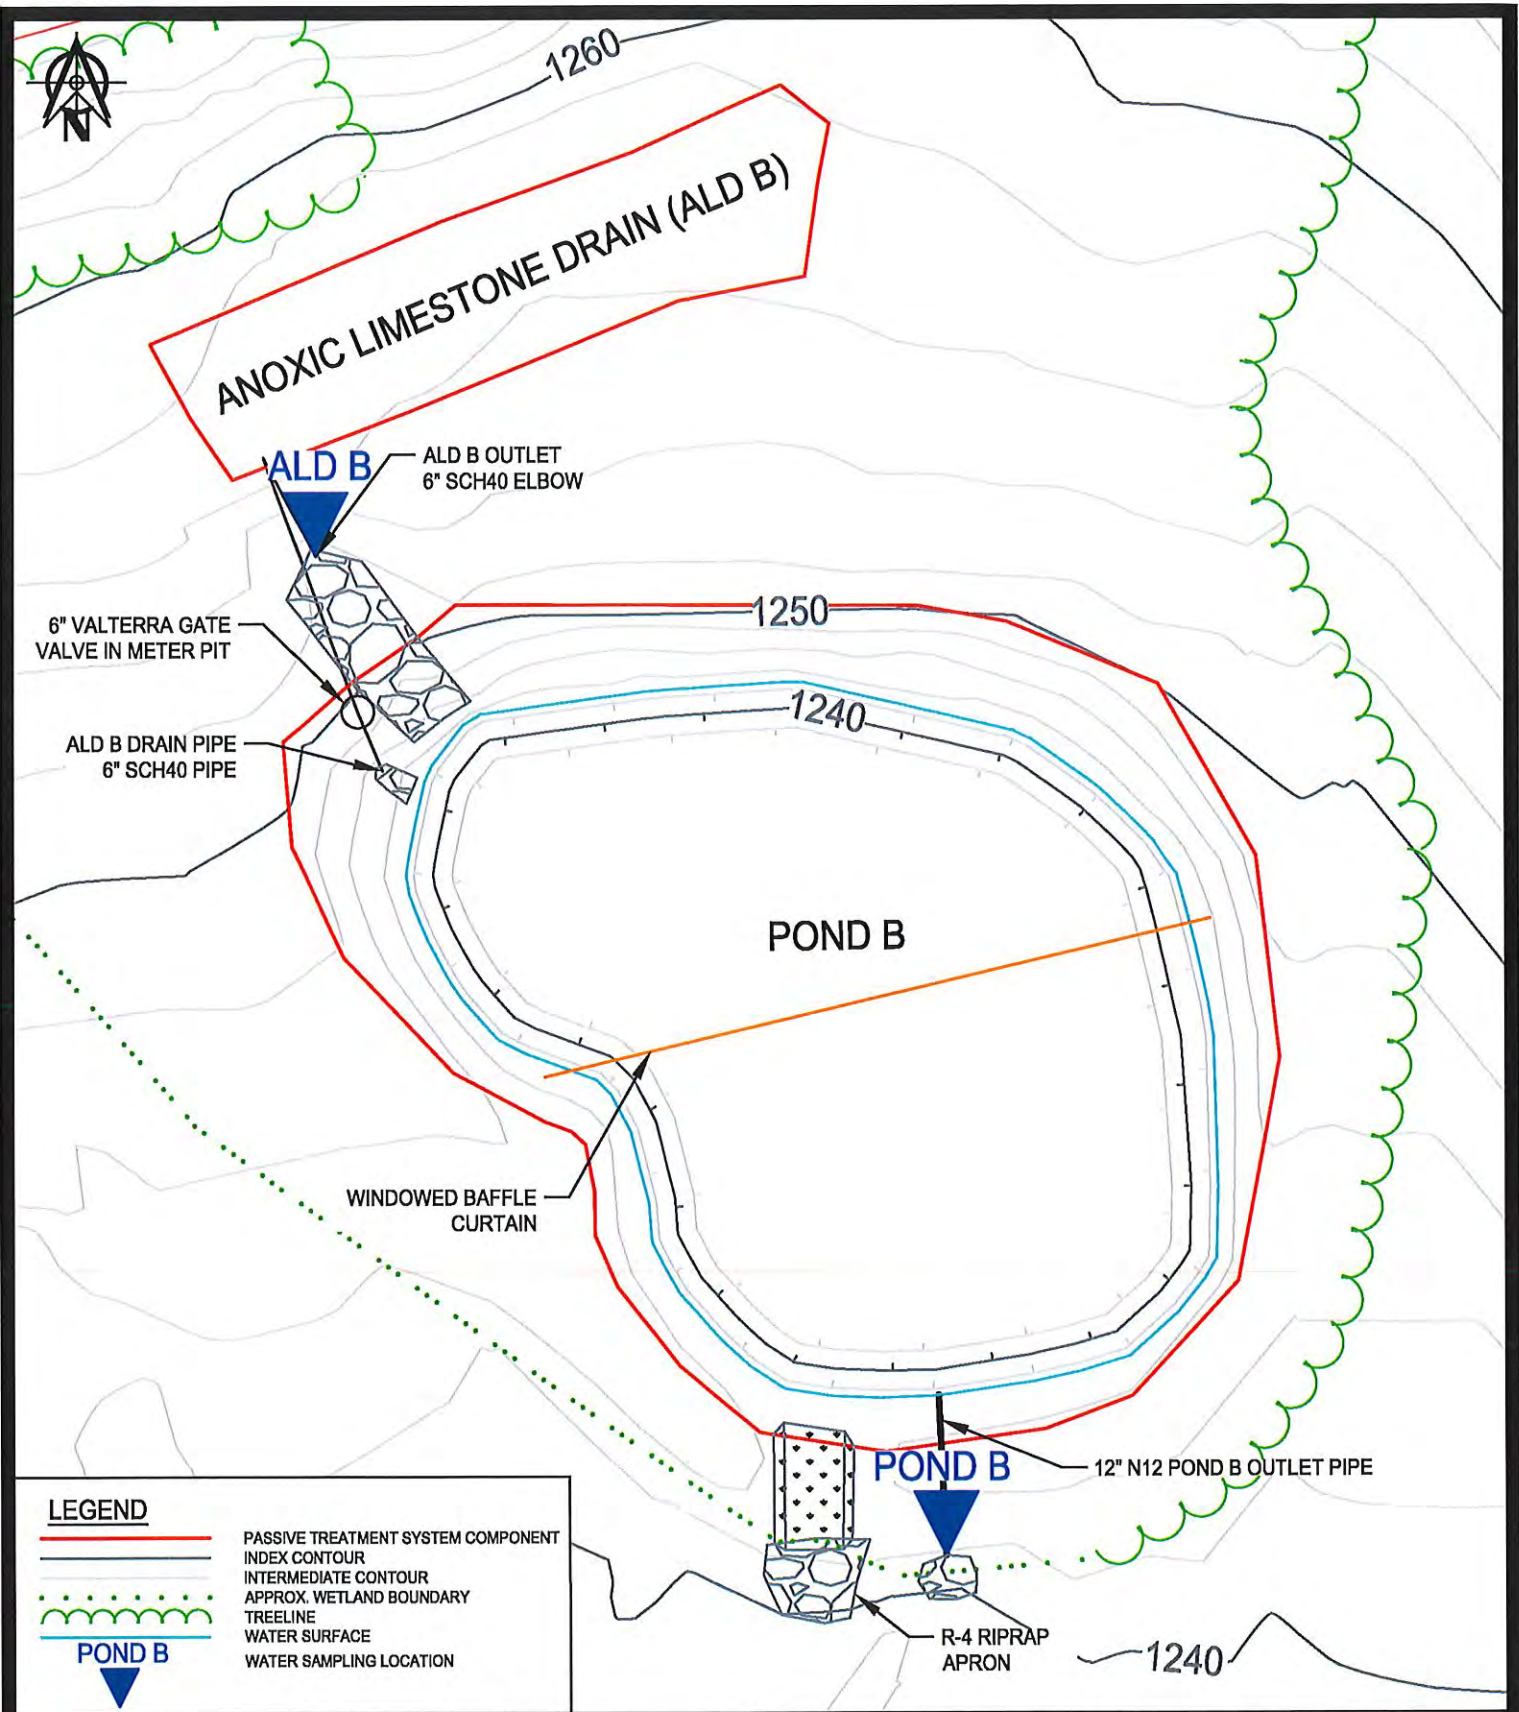 N
1260
ANOXIC LIMESTONE DRAIN (ALD B)
ALD B
ALD B OUTLET
6" SCH40 ELBOW
6" VALTERRA GATE
VALVE IN METER PIT
1250
1240
ALD B DRAIN PIPE
6" SCH40 PIPE
POND B
WINDOWED BAFFLE
CURTAIN
POND B
12" N12 POND B OUTLET PIPE
R-4 RIPRAP
APRON
1240
LEGEND
PASSIVE TREATMENT SYSTEM COMPONENT
INDEX CONTOUR
INTERMEDIATE CONTOUR
APPROX. WETLAND BOUNDARY
TREELINE
WATER SURFACE
POND B
WATER SAMPLING LOCATION